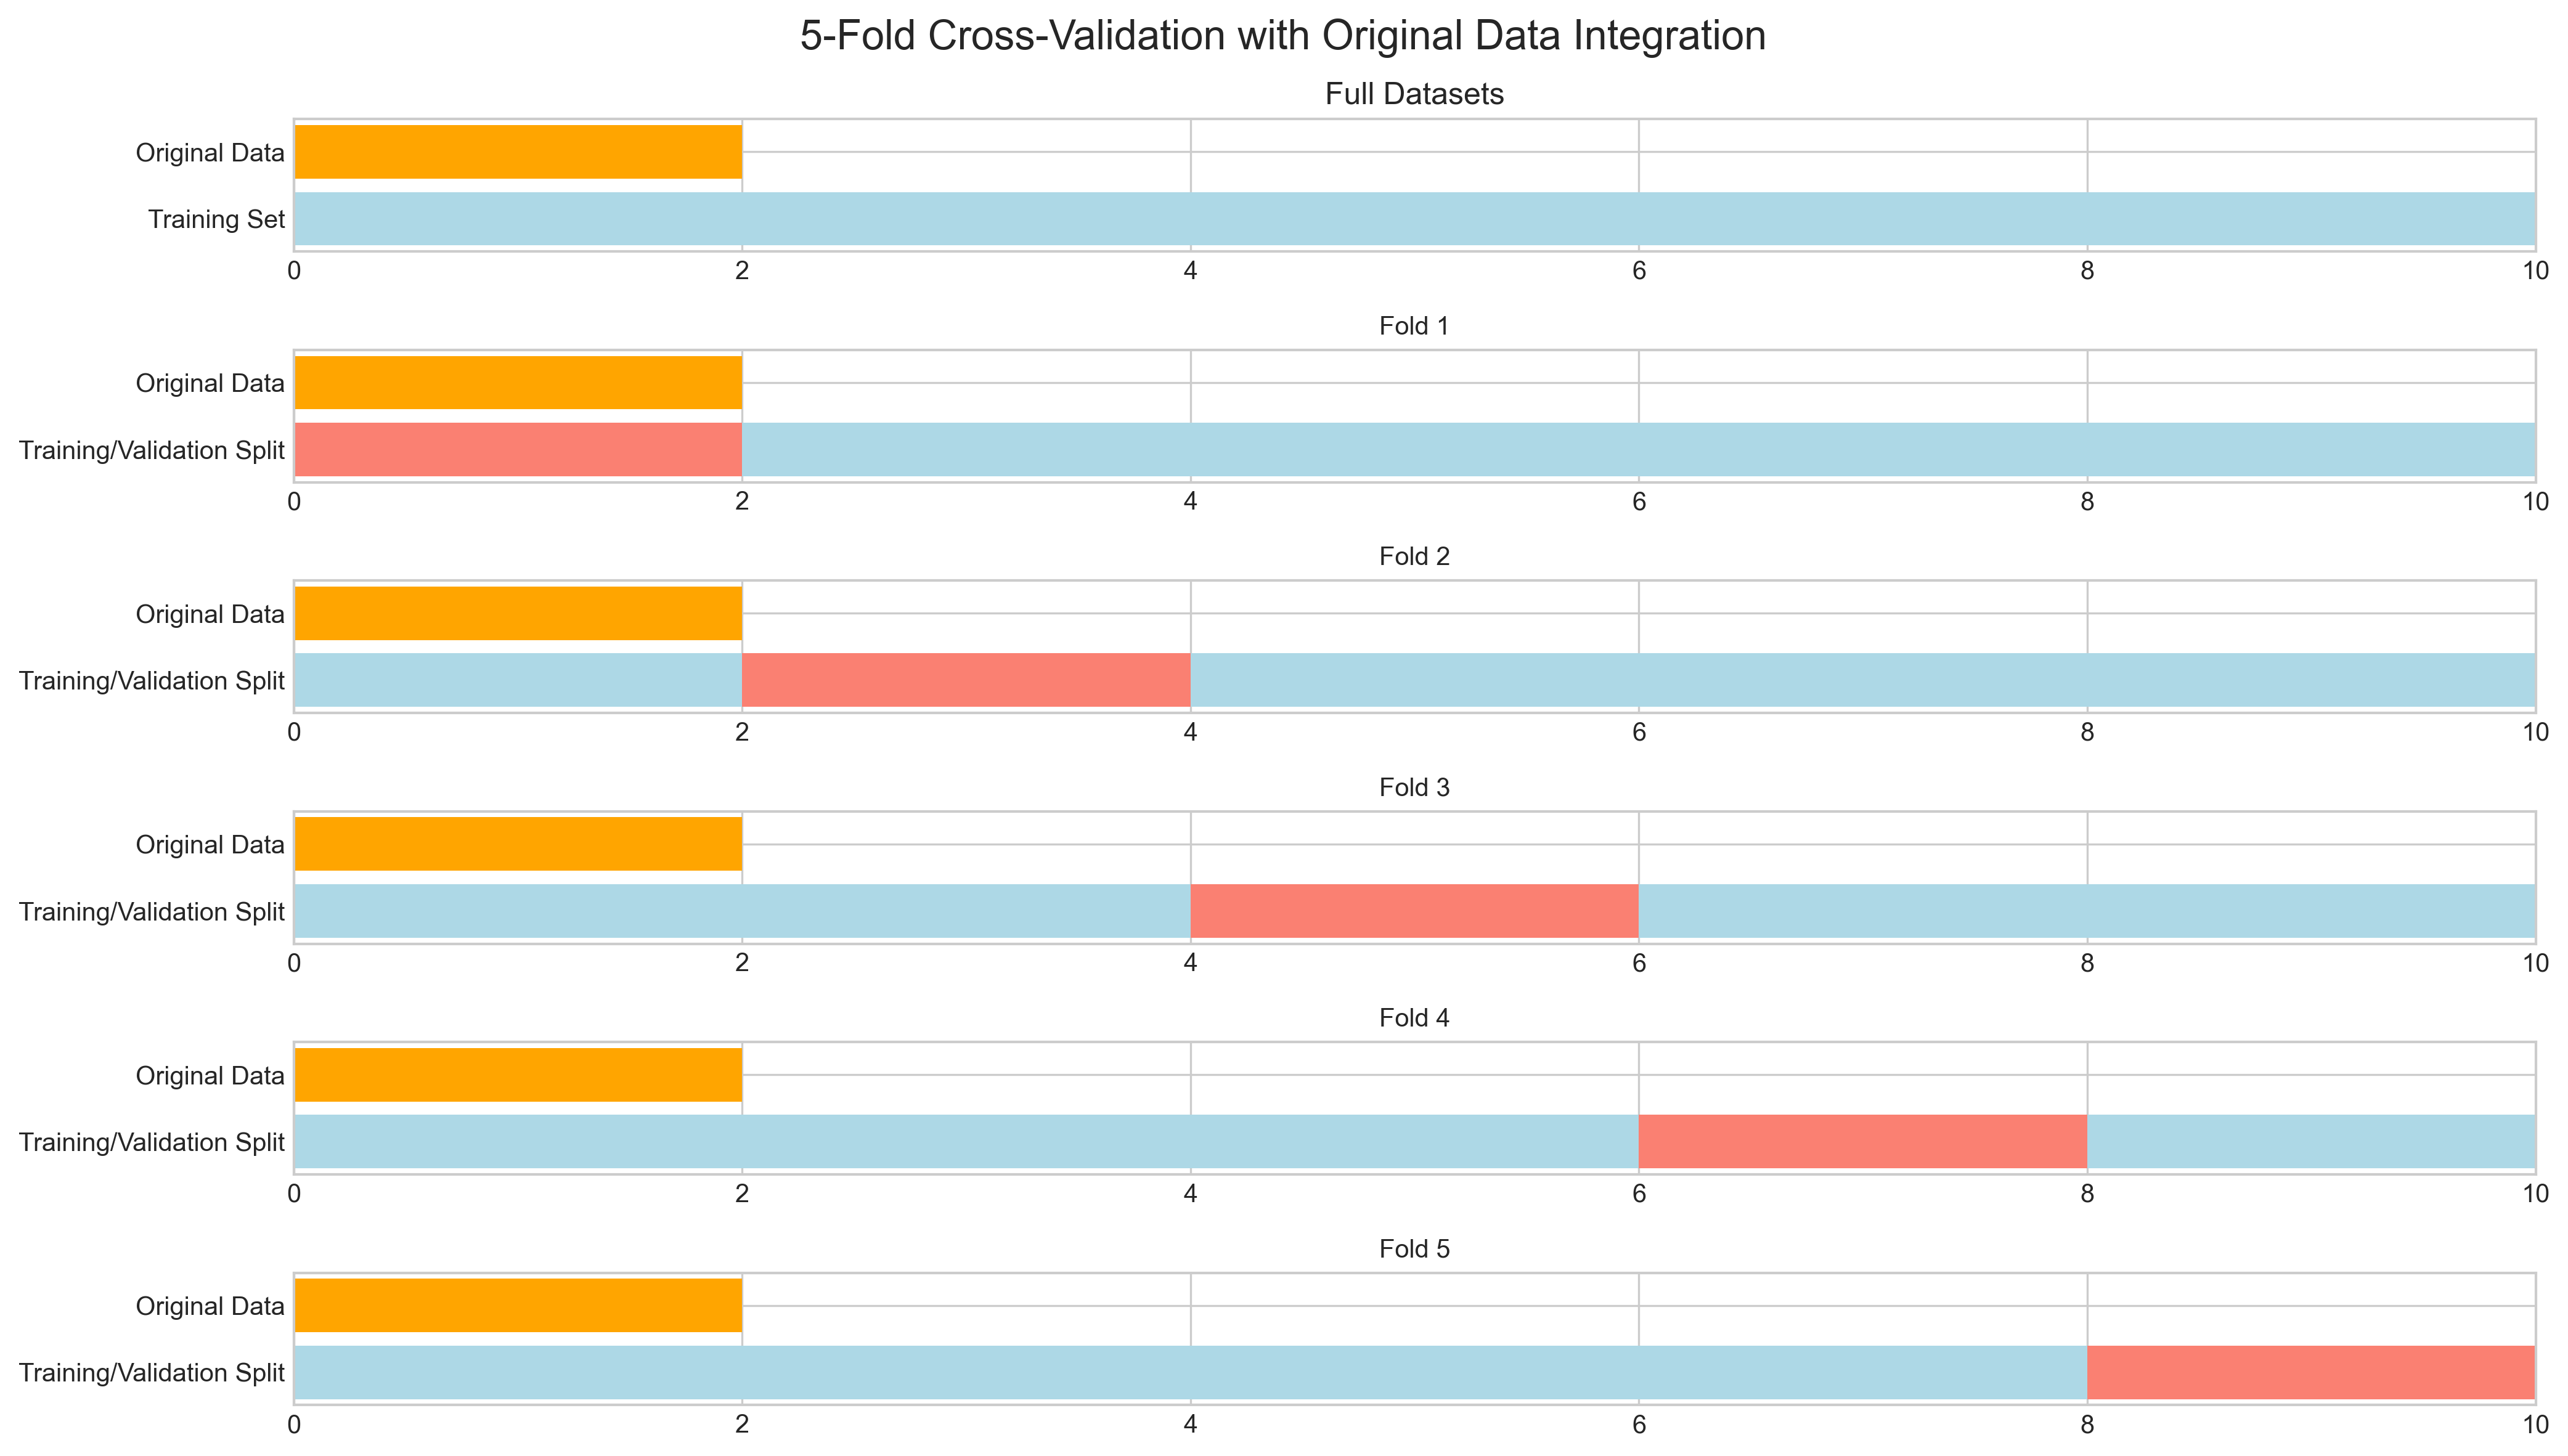 5-Fold Cross-Validation with Original Data Integration
Full Datasets
Original Data
Training Set
0 2 4 6 8 10
Fold 1
Original Data
Training/Validation Split
0 2 4 6 8 10
Fold 2
Original Data
Training/Validation Split
0 2 4 6 8 10
Fold 3
Original Data
Training/Validation Split
0 2 4 6 8 10
Fold 4
Original Data
Training/Validation Split
0 2 4 6 8 10
Fold 5
Original Data
Training/Validation Split
0 2 4 6 8 10